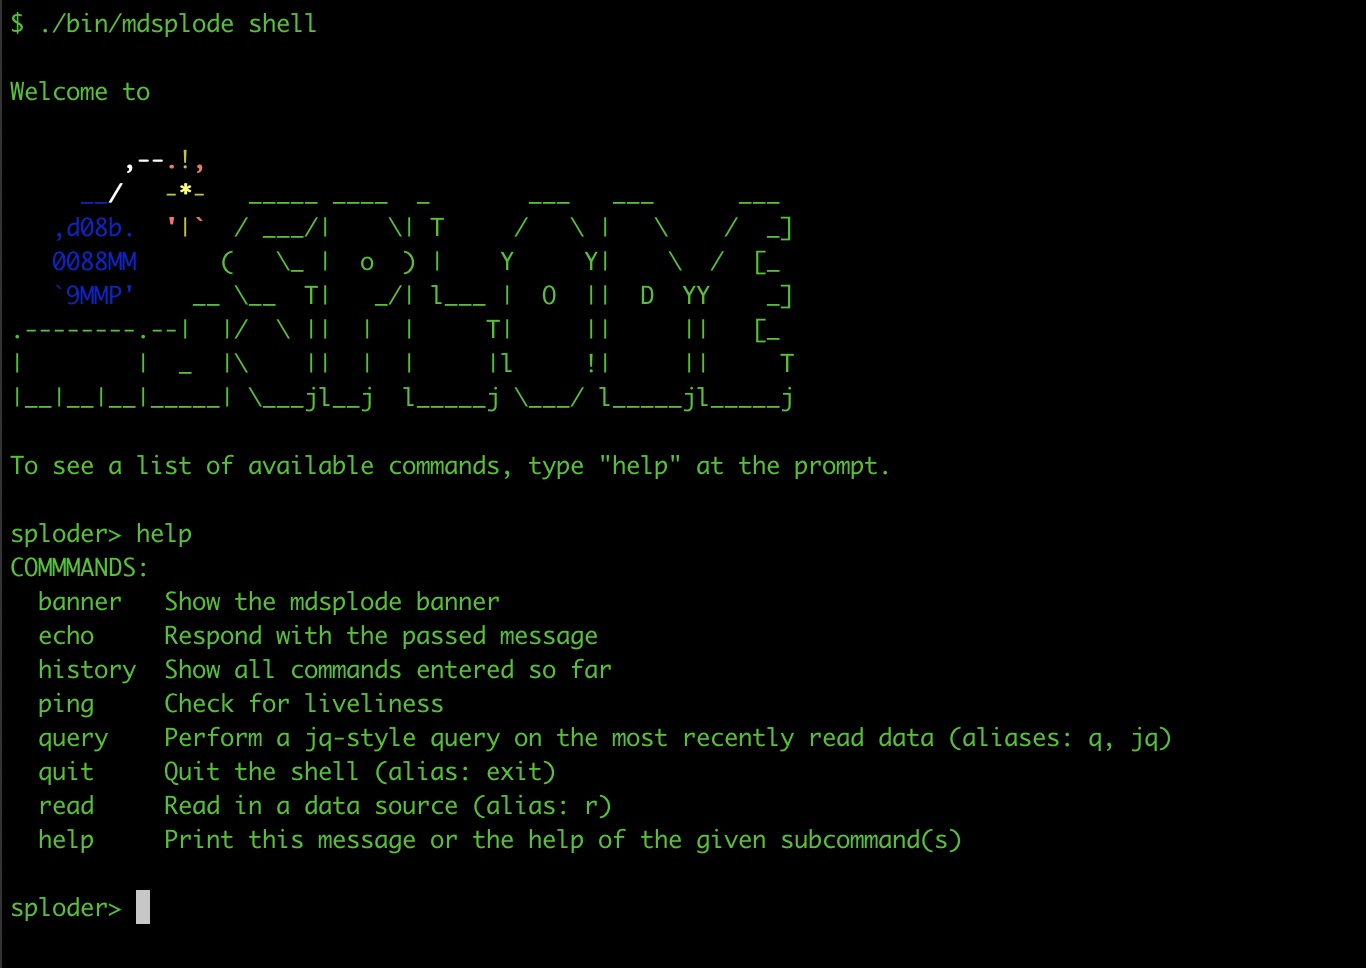 $ ./bin/mdsplode shell
Welcome to
         ,--.!,
      __/   -*-    _____ ____  _       ___   ___      ___
    ,d08b.  '|`  / ___/|    \| T     /   \ |   \    /  _]
    0088MM      (   \_ |  o  ) |    Y     Y|    \  /  [_
    `9MMP'    __ \__  T|   _/| l___ |  O  ||  D  YY    _]
.--------.--|  |/  \ ||  |  |     T|     ||     ||   [_
|        |  _  |\    ||  |  |     |l     !|     ||     T
|__|__|__|_____| \___jl__j  l_____j \___/ l_____jl_____j
To see a list of available commands, type "help" at the prompt.
sploder> help
COMMMANDS:
  banner   Show the mdsplode banner
  echo     Respond with the passed message
  history  Show all commands entered so far
  ping     Check for liveliness
  query    Perform a jq-style query on the most recently read data (aliases: q, jq)
  quit     Quit the shell (alias: exit)
  read     Read in a data source (alias: r)
  help     Print this message or the help of the given subcommand(s)
sploder>